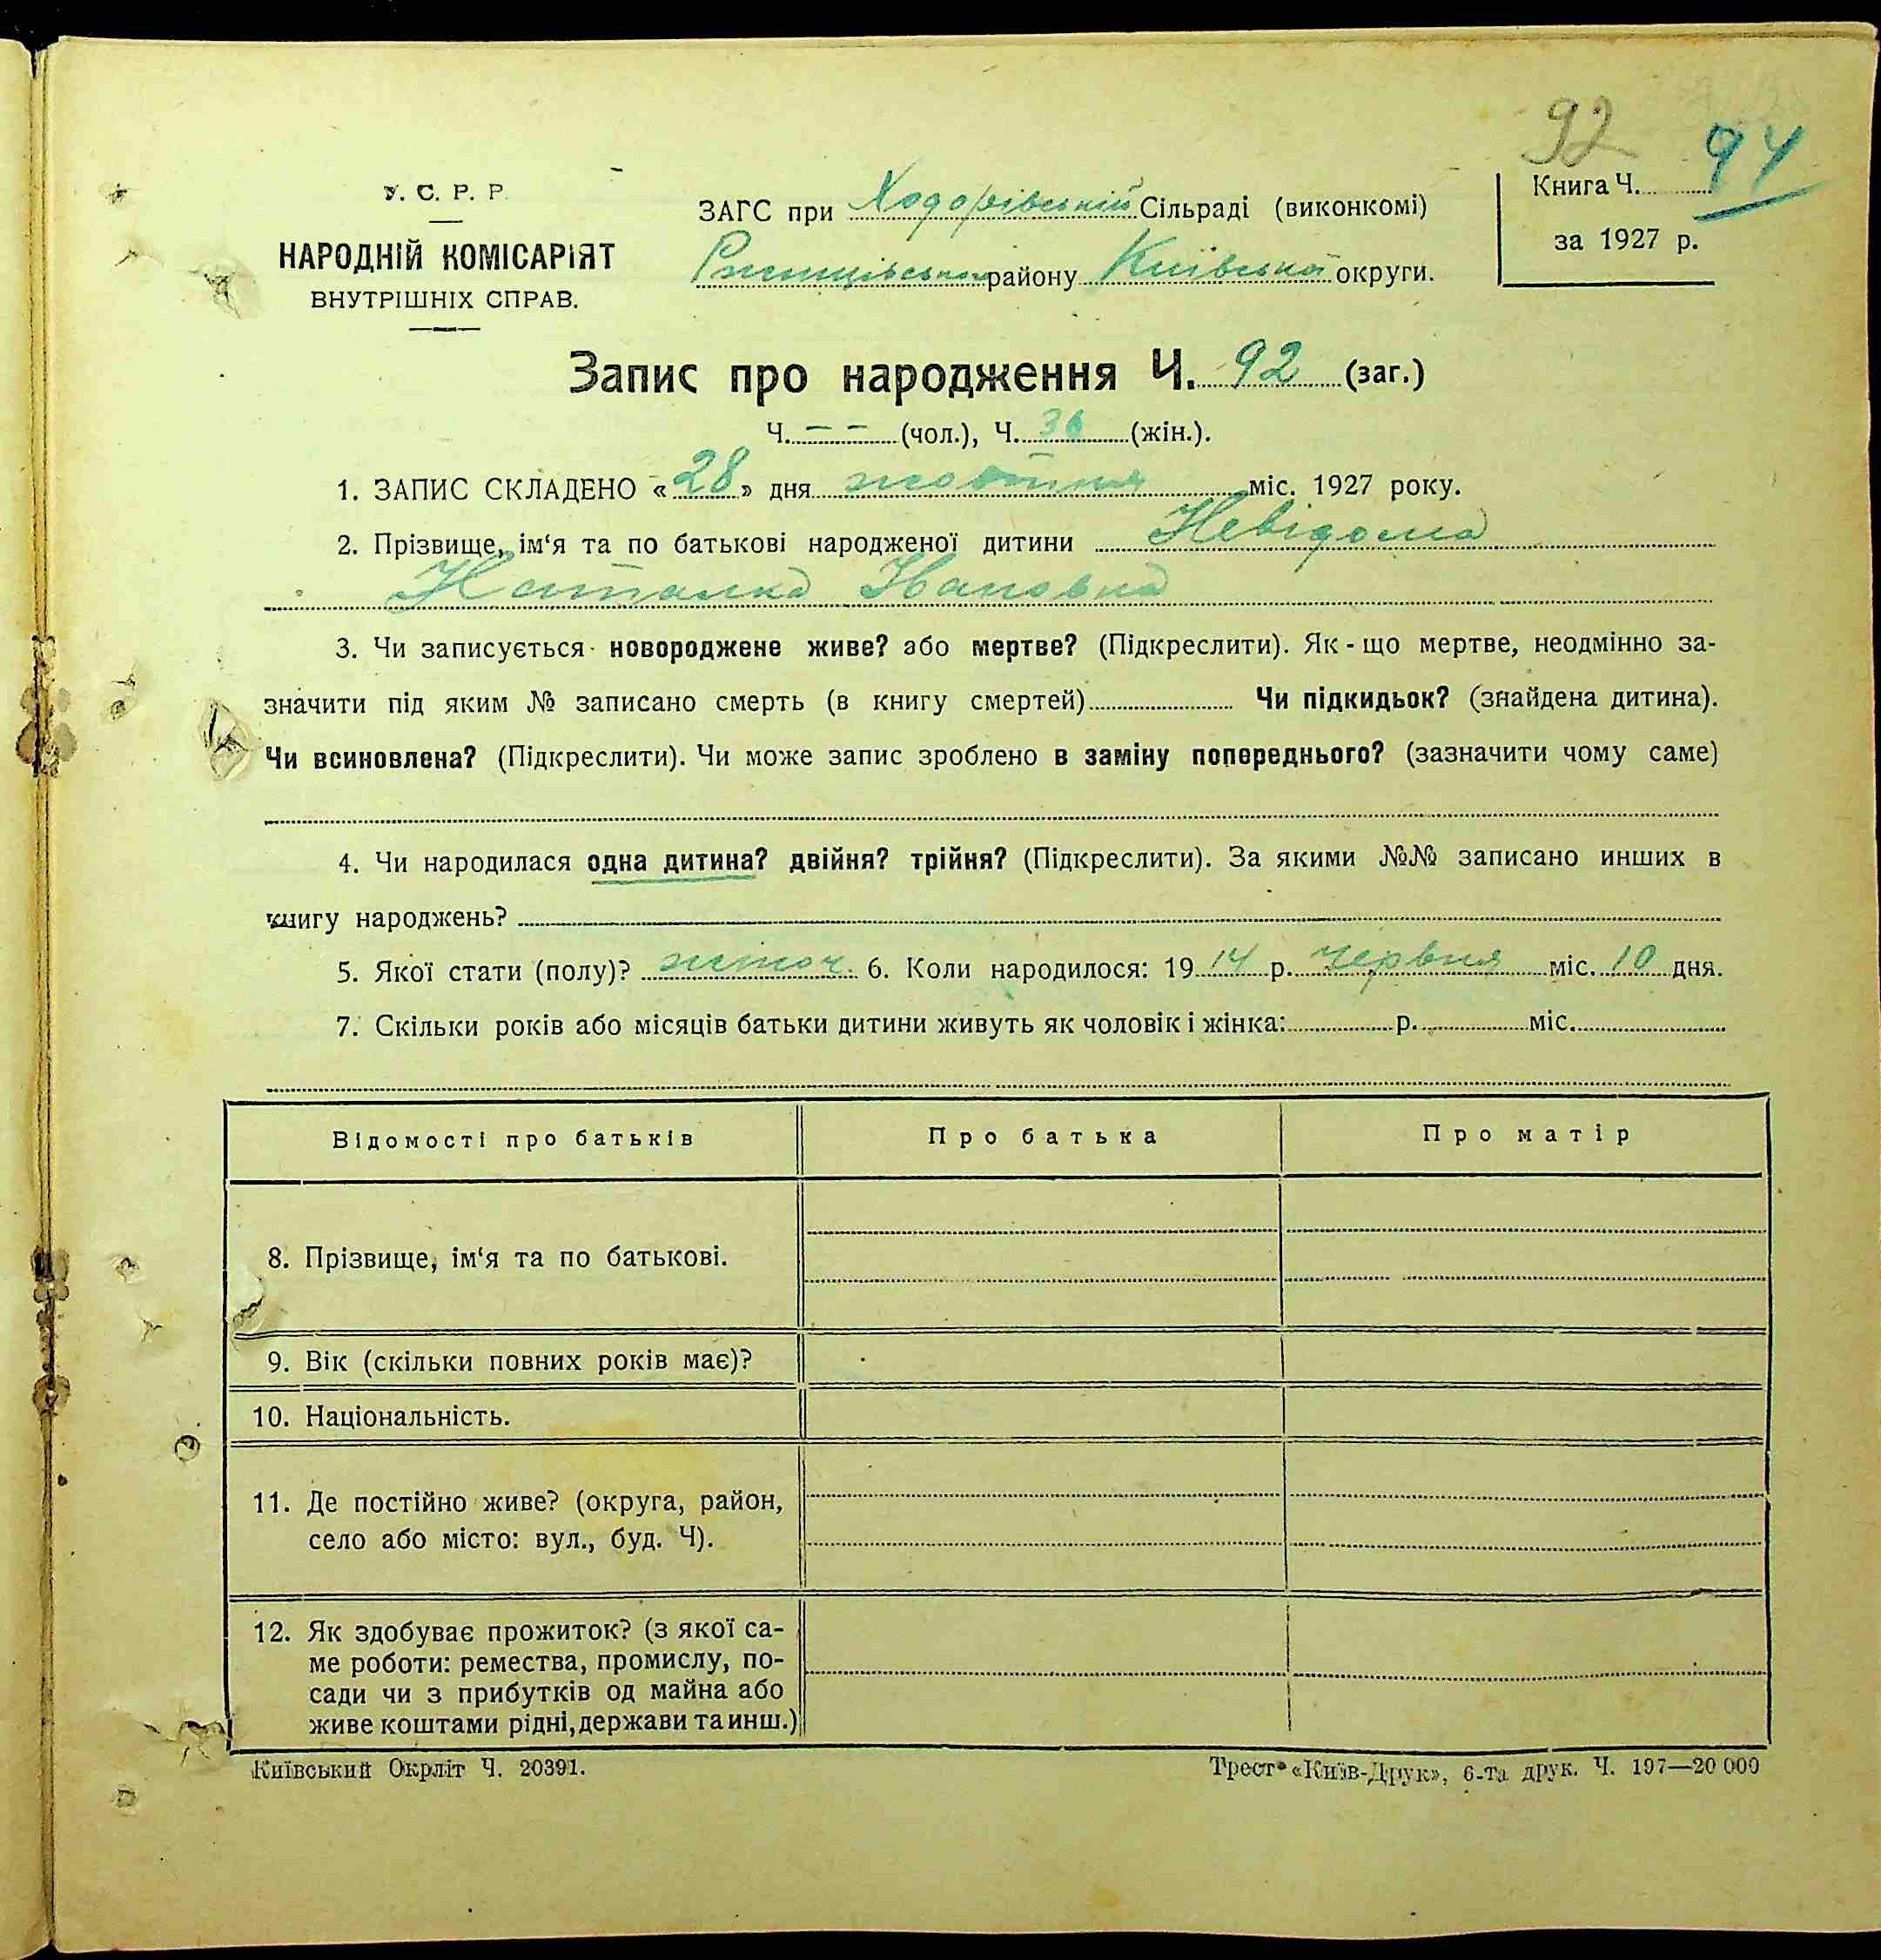 92 94
У. С. Р. Р.
НАРОДНІЙ КОМІСАРІЯТ
ВНУТРІШНІХ СПРАВ.
ЗАГС при Ходорівській Сільраді (виконкомі)
району Київської округи.
Книга Ч.
за 1927 р.
Запис про народження Ч. 92 (заг.)
Ч. – – (чол.), Ч. 36 (жін.).
1. ЗАПИС СКЛАДЕНО «28» дня жовтня міс. 1927 року.
2. Прізвище, ім‘я та по батькові народженої дитини Невідома
Наталка Івановна
3. Чи записується новороджене живе? або мертве? (Підкреслити). Як-що мертве, неодмінно за-
значити під яким № записано смерть (в книгу смертей) Чи підкидьок? (знайдена дитина).
Чи всиновлена? (Підкреслити). Чи може запис зроблено в заміну попереднього? (зазначити чому саме)
4. Чи народилася одна дитина? двійня? трійня? (Підкреслити). За якими №№ записано инших в
книгу народжень?
5. Якої стати (полу)? жіноч. 6. Коли народилося: 1914 р. червня міс. 10 дня.
7. Скільки років або місяців батьки дитини живуть як чоловік і жінка: р. міс.
Відомості про батьків Про батька Про матір
8. Прізвище, ім‘я та по батькові.
9. Вік (скільки повних років має)?
10. Національність.
11. Де постійно живе? (округа, район,
село або місто: вул., буд. Ч).
12. Як здобуває прожиток? (з якої са-
ме роботи: ремества, промислу, по-
сади чи з прибутків од майна або
живе коштами рідні, держави та инш.)
Київський Окрліт Ч. 20391. Трест «Київ-Друк», 6-та друк. Ч. 197—20 000